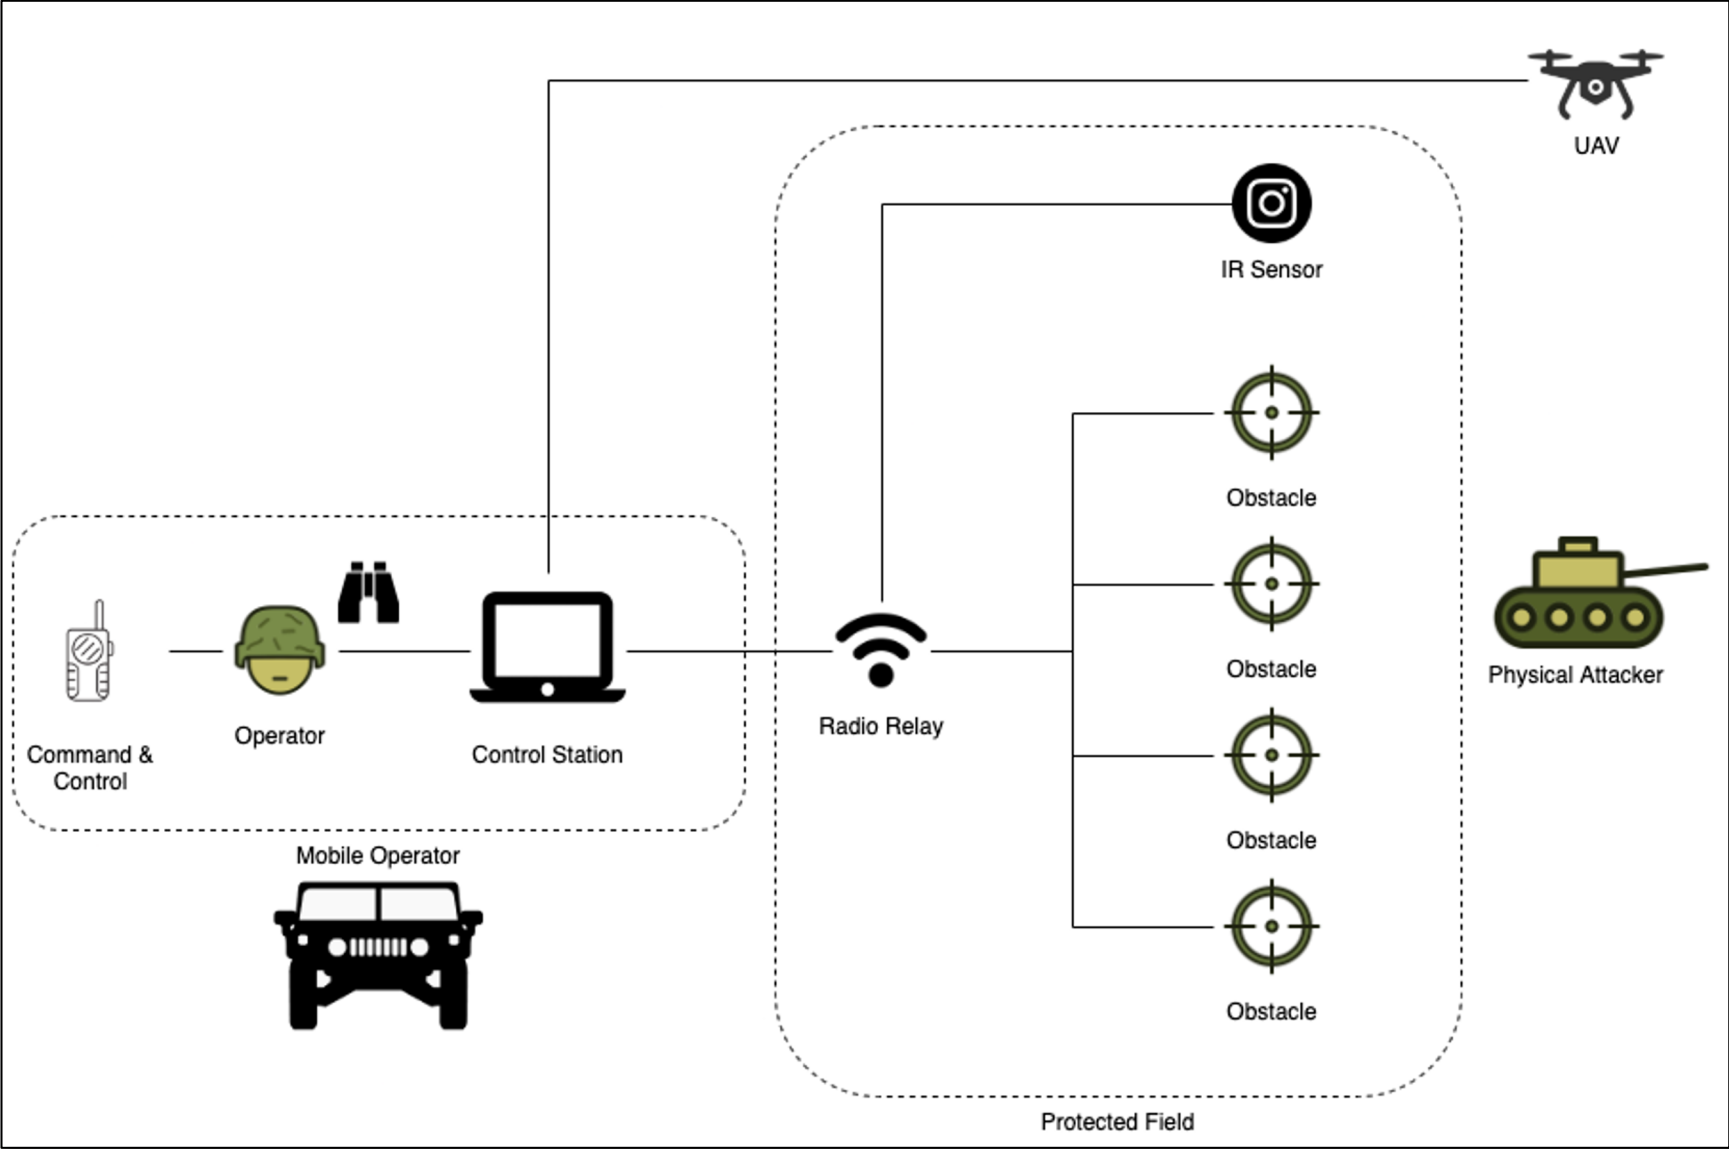 UAV
IR Sensor
Obstacle
Obstacle
Physical Attacker
Radio Relay
Operator
Command &
Control
Control Station
Obstacle
Mobile Operator
Obstacle
Protected Field